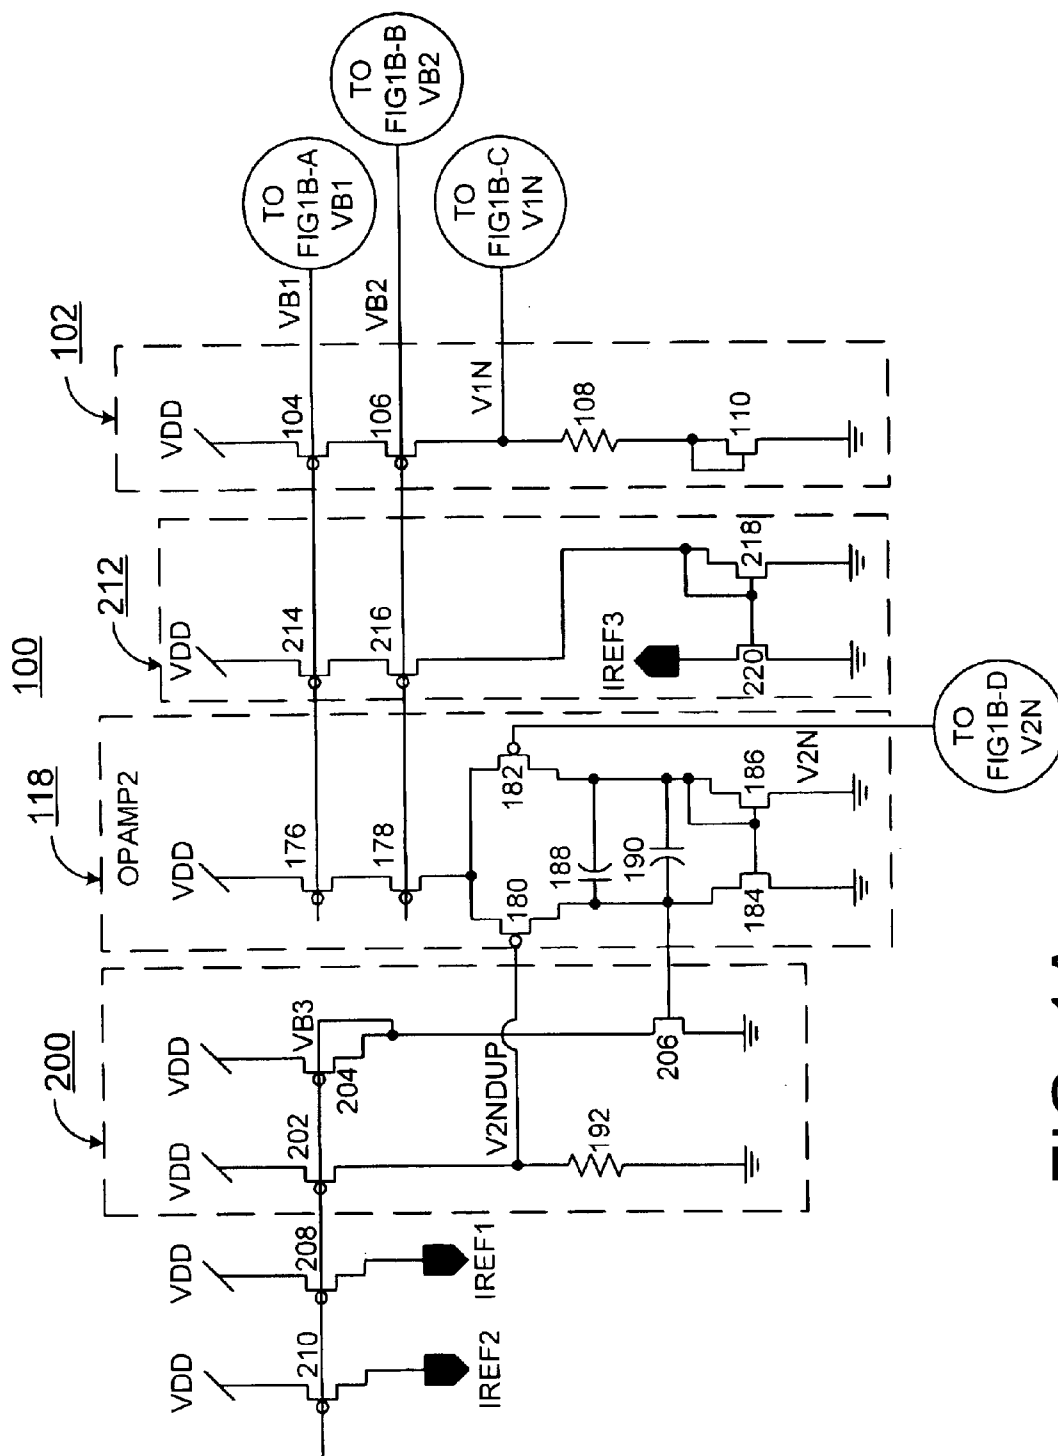 100
200
118
212
102
VDD
210
IREF2
VDD
208
IREF1
VDD
202
VDD
VB3
204
V2NDUP
192
206
OPAMP2
VDD
176
178
180
182
188
190
184
186
V2N
VDD
214
216
IREF3
220
218
VDD
104
106
V1N
108
110
VB1
VB2
TO
FIG1B-A
VB1
TO
FIG1B-B
VB2
TO
FIG1B-C
V1N
TO
FIG1B-D
V2N
FIG. 1A